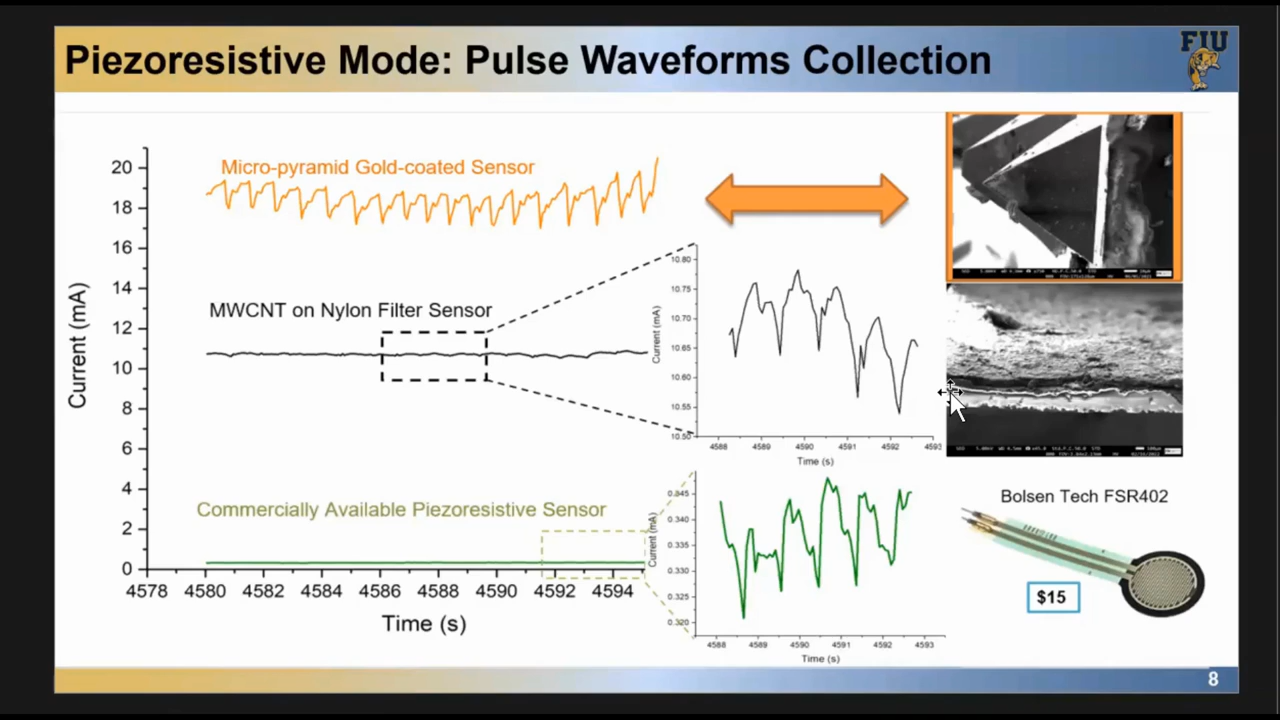 Piezoresistive Mode: Pulse Waveforms Collection
FIU
Micro-pyramid Gold-coated Sensor
MWCNT on Nylon Filter Sensor
Commercially Available Piezoresistive Sensor
Current (mA)
20
18
16
14
12
10
8
6
4
2
0
4578 4580 4582 4584 4586 4588 4590 4592 4594
Time (s)
Current (mA)
10.80
10.75
10.70
10.65
10.60
10.55
10.50
4588 4589 4590 4591 4592 4593
Time (s)
Current (mA)
0.345
0.340
0.335
0.330
0.325
0.320
4588 4589 4590 4591 4592 4593
Time (s)
Bolsen Tech FSR402
$15
8